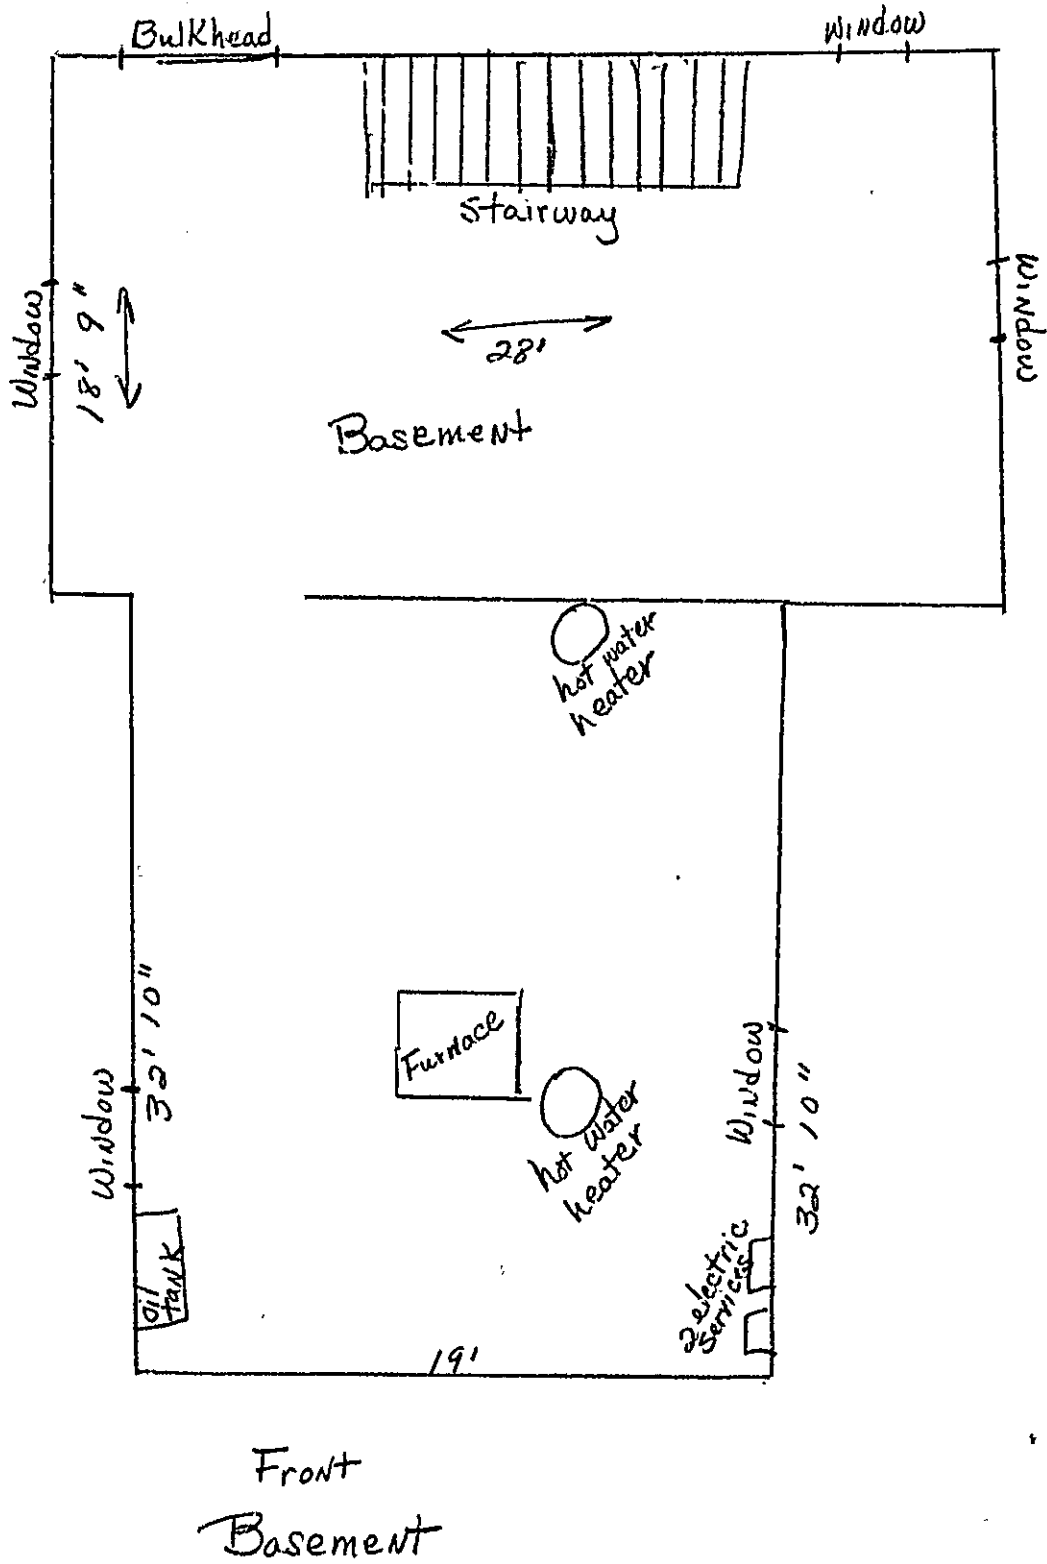 Bulkhead
Window
Stairway
Window
18' 9"
28'
Window
Basement
hot water
heater
32' 10"
Window
Furnace
hot water
heater
Window
32' 10"
oil
tank
2 electric
services
19'
Front
Basement